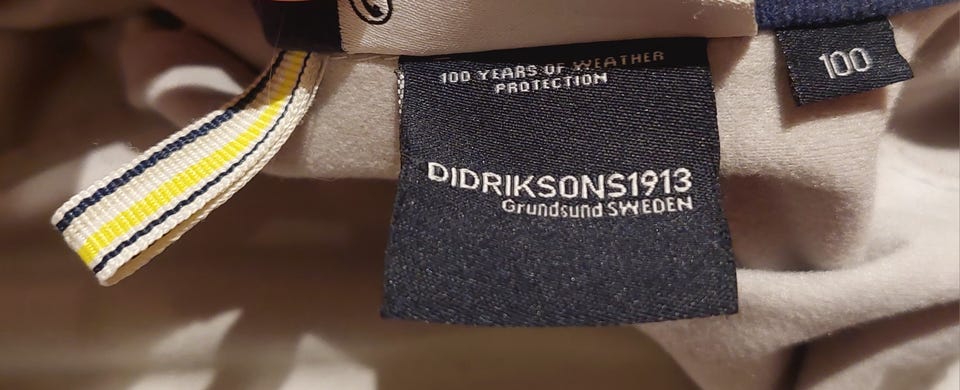 100 YEARS OF WEATHER
PROTECTION
DIDRIKSONS1913
Grundsund SWEDEN
100